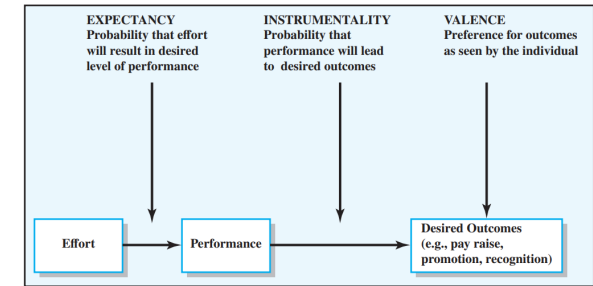 EXPECTANCY
Probability that effort
will result in desired
level of performance
INSTRUMENTALITY
Probability that
performance will lead
to desired outcomes
VALENCE
Preference for outcomes
as seen by the individual
Effort
Performance
Desired Outcomes
(e.g., pay raise,
promotion, recognition)